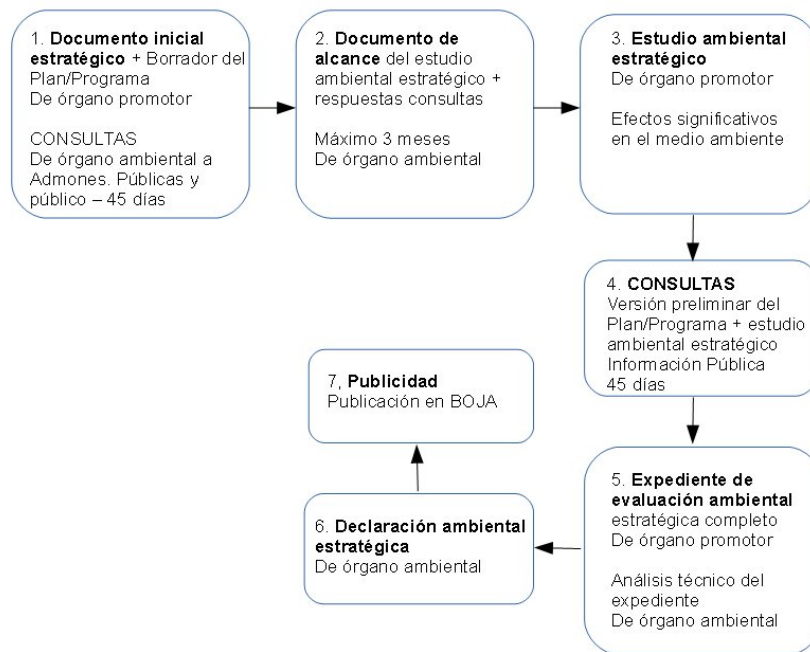 1. Documento inicial
estratégico + Borrador del
Plan/Programa
De órgano promotor
CONSULTAS
De órgano ambiental a
Admones. Públicas y
público – 45 días
2. Documento de
alcance del estudio
ambiental estratégico +
respuestas consultas
Máximo 3 meses
De órgano ambiental
3. Estudio ambiental
estratégico
De órgano promotor
Efectos significativos
en el medio ambiente
4. CONSULTAS
Versión preliminar del
Plan/Programa + estudio
ambiental estratégico
Información Pública
45 días
5. Expediente de
evaluación ambiental
estratégica completo
De órgano promotor
Análisis técnico del
expediente
De órgano ambiental
6. Declaración ambiental
estratégica
De órgano ambiental
7, Publicidad
Publicación en BOJA